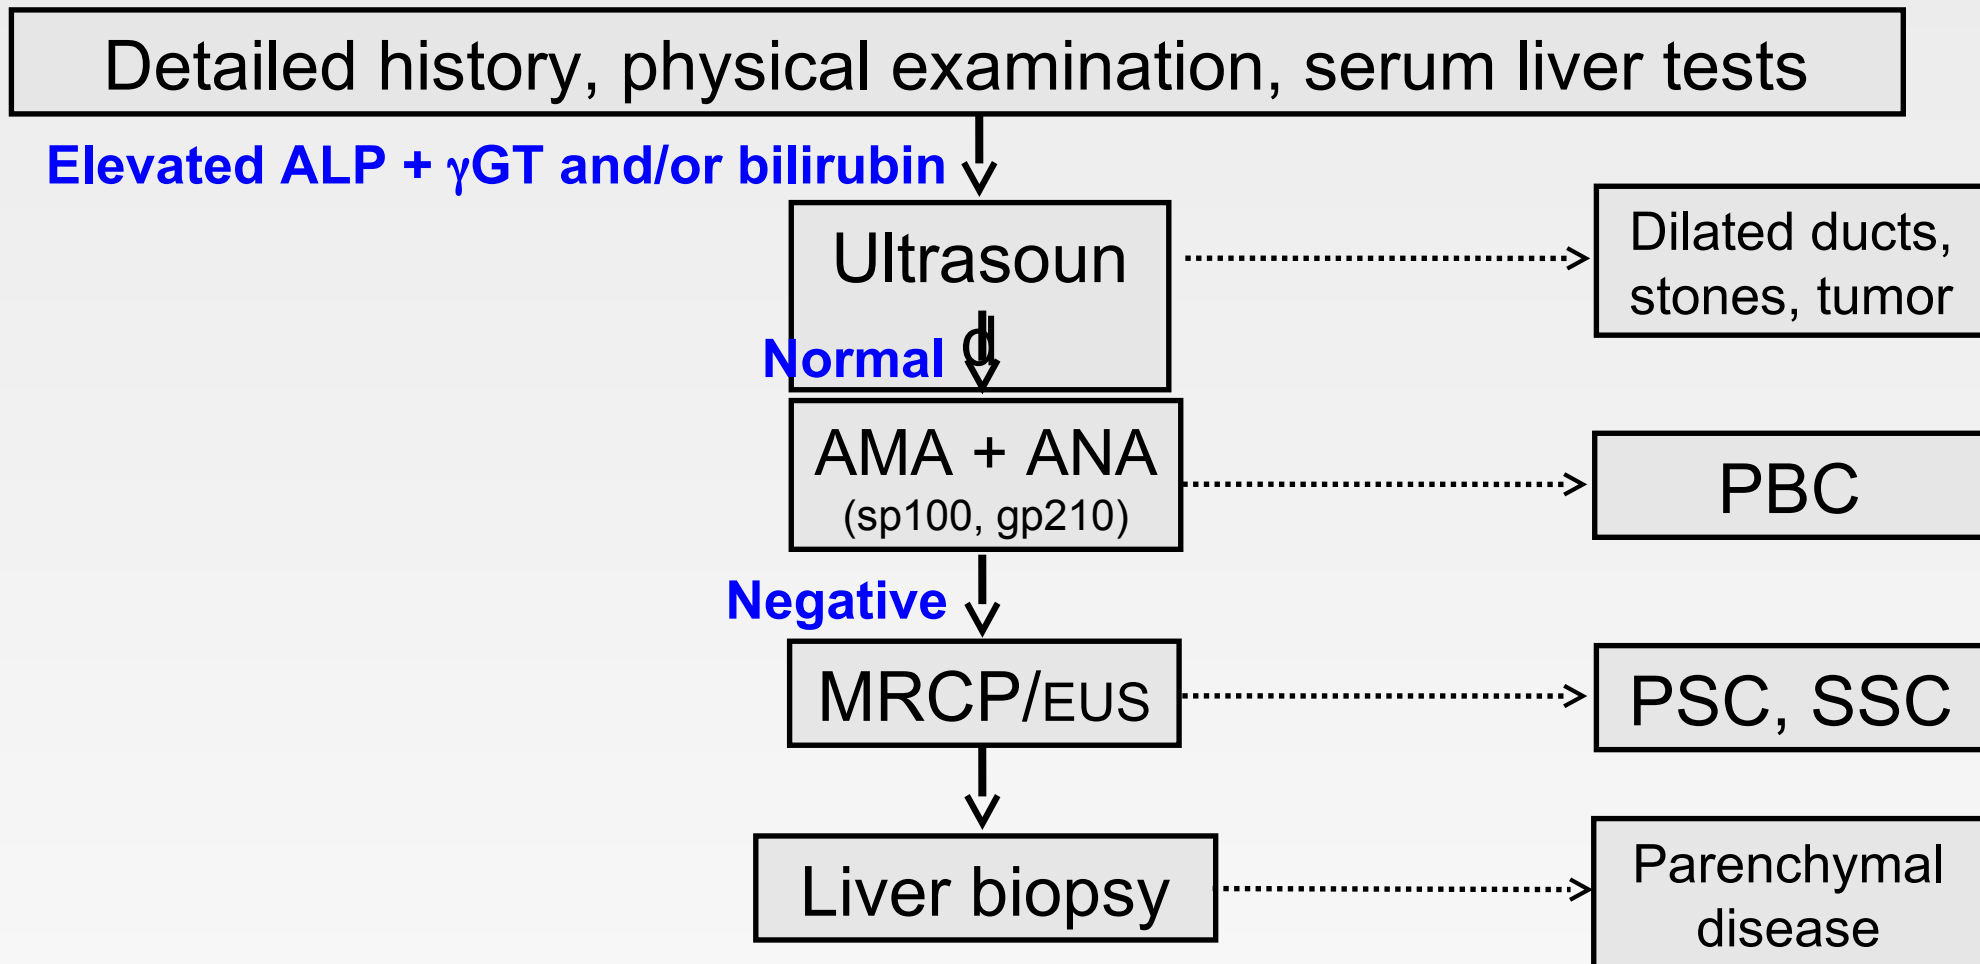 Detailed history, physical examination, serum liver tests
Elevated ALP + γGT and/or bilirubin
Ultrasoun
d
Dilated ducts,
stones, tumor
Normal
AMA + ANA
(sp100, gp210)
PBC
Negative
MRCP/EUS
PSC, SSC
Liver biopsy
Parenchymal
disease